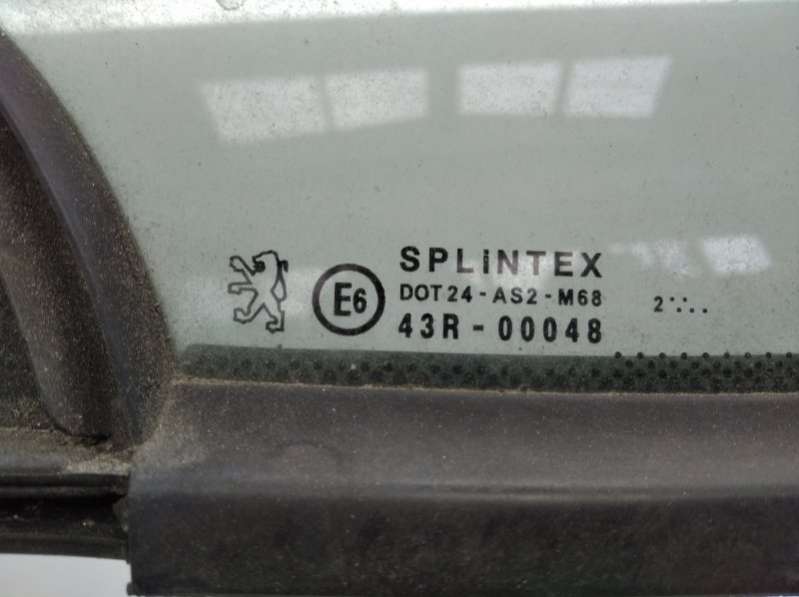 SPLiNTEX
E6
DOT24-AS2-M68
2∵..
43R-00048